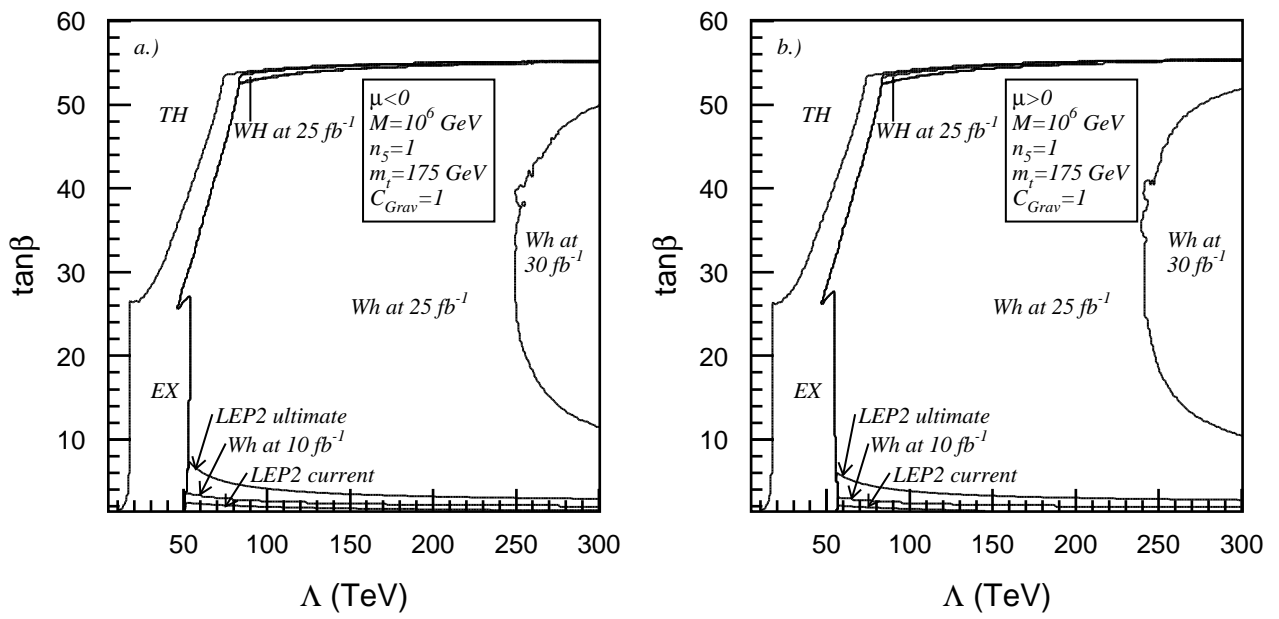 a.)
60
50
40
30
20
10
tanβ
TH
WH at 25 fb⁻¹
μ<0
M=10⁶ GeV
n₅=1
mₜ=175 GeV
C_Grav=1
Wh at
30 fb⁻¹
Wh at 25 fb⁻¹
EX
LEP2 ultimate
Wh at 10 fb⁻¹
LEP2 current
50 100 150 200 250 300
Λ (TeV)
b.)
60
50
40
30
20
10
tanβ
TH
WH at 25 fb⁻¹
μ>0
M=10⁶ GeV
n₅=1
mₜ=175 GeV
C_Grav=1
Wh at
30 fb⁻¹
Wh at 25 fb⁻¹
EX
LEP2 ultimate
Wh at 10 fb⁻¹
LEP2 current
50 100 150 200 250 300
Λ (TeV)